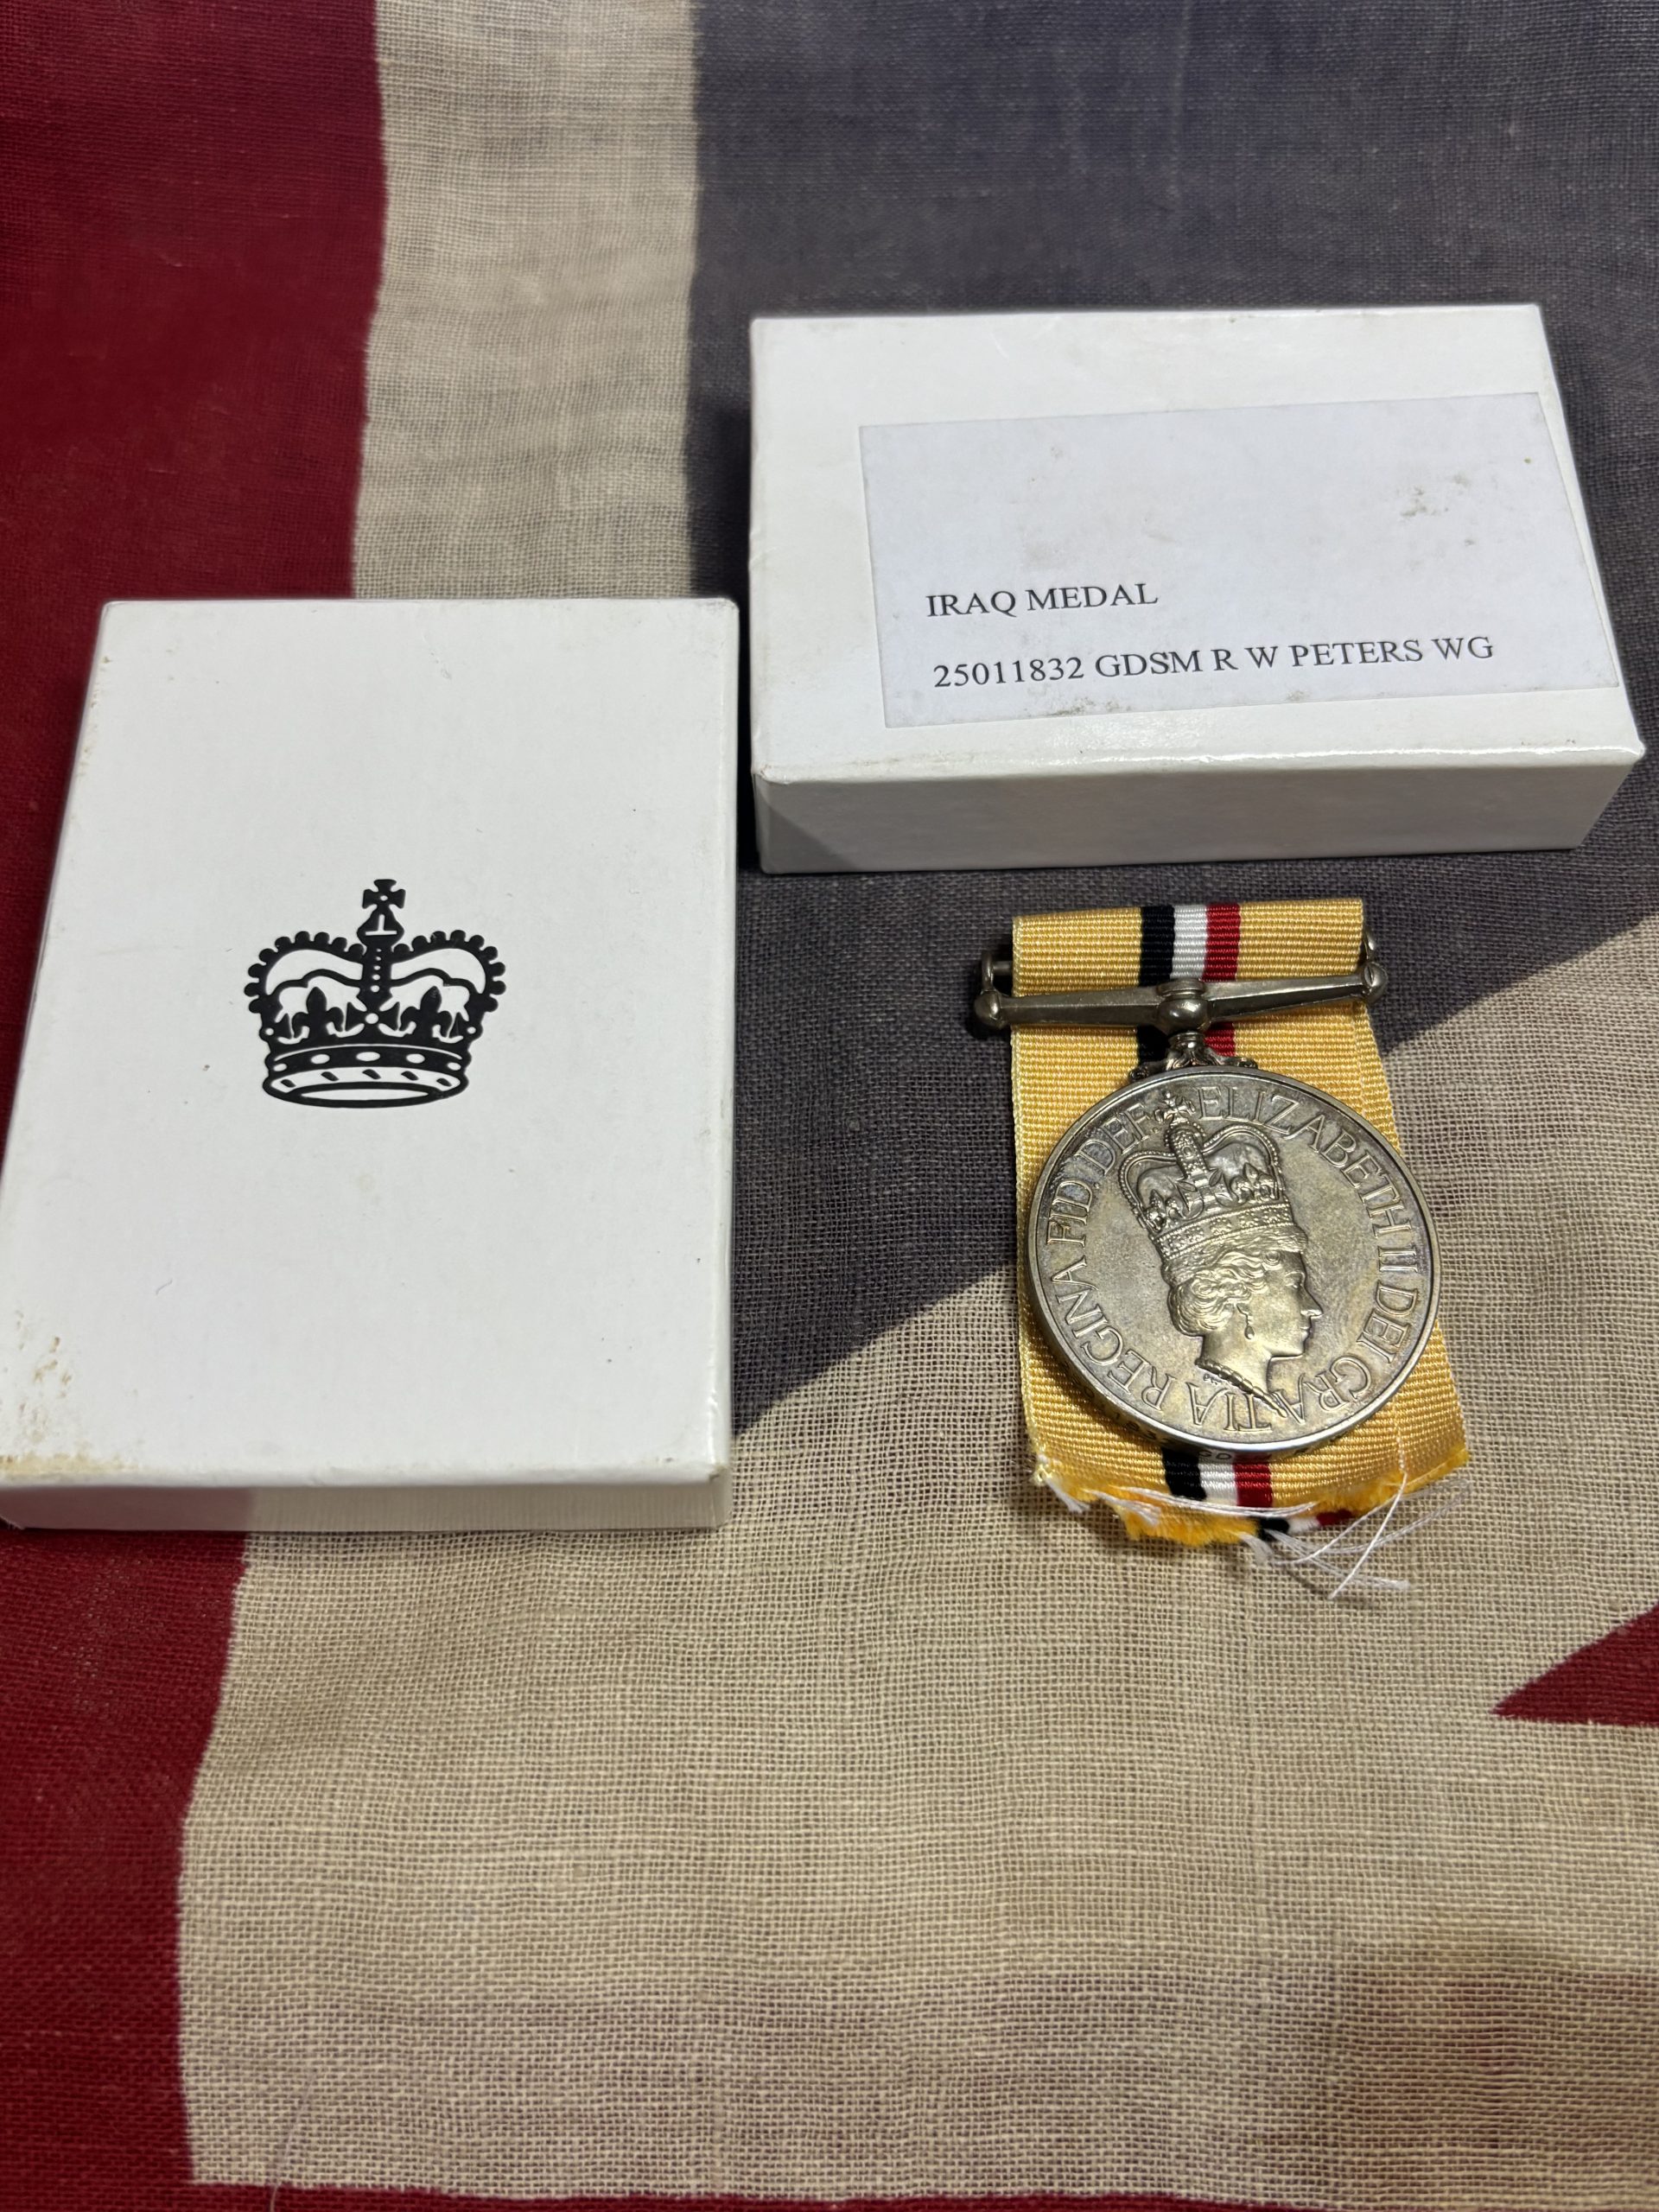 IRAQ MEDAL
25011832 GDSM R W PETERS WG
ELIZABETH II DEI GRATIA REGINA FID DEF